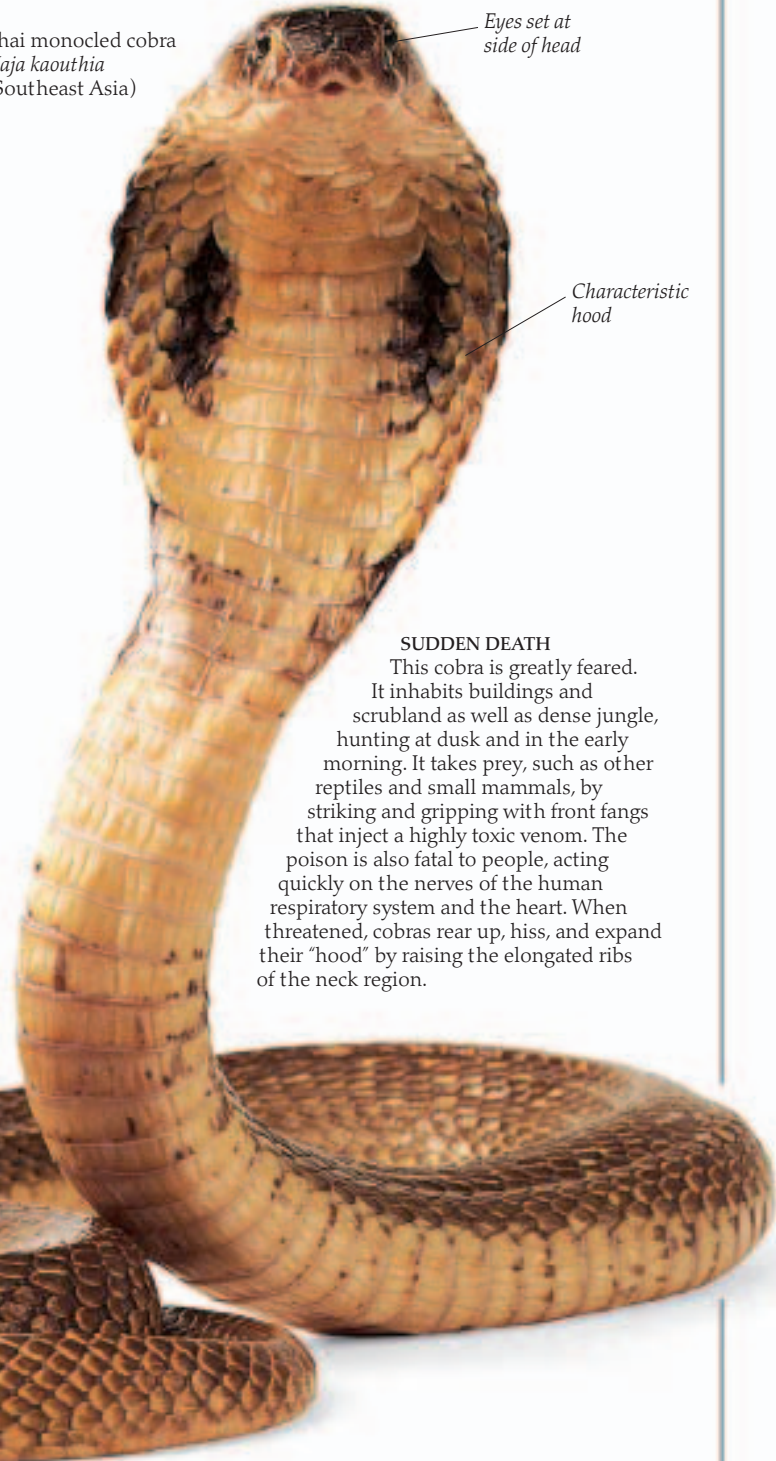 hai monocled cobra
aja kaouthia
Southeast Asia)
Eyes set at
side of head
Characteristic
hood
SUDDEN DEATH
This cobra is greatly feared.
It inhabits buildings and
scrubland as well as dense jungle,
hunting at dusk and in the early
morning. It takes prey, such as other
reptiles and small mammals, by
striking and gripping with front fangs
that inject a highly toxic venom. The
poison is also fatal to people, acting
quickly on the nerves of the human
respiratory system and the heart. When
threatened, cobras rear up, hiss, and expand
their “hood” by raising the elongated ribs
of the neck region.